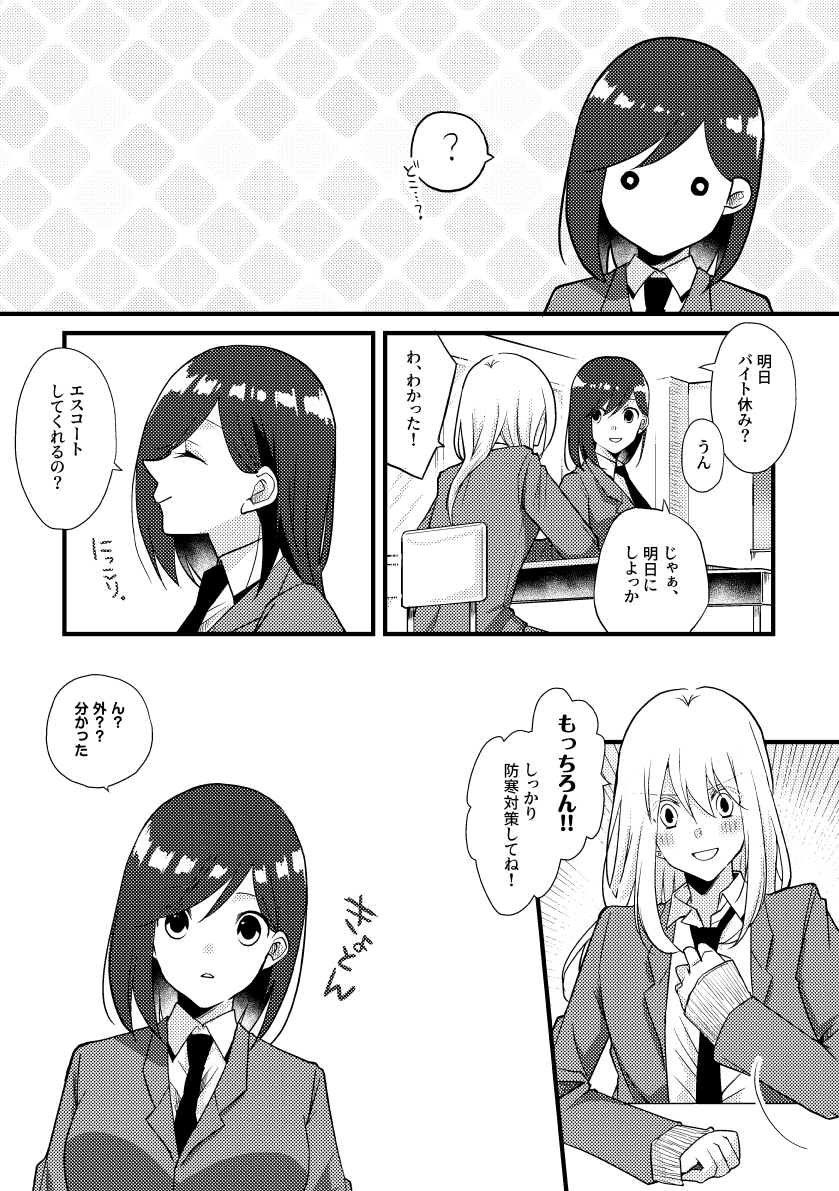 ？
どこ…？
明日
バイト休み？
うん
じゃぁ、
明日に
しよっか
わ、わかった！
エスコート
してくれるの？
にっこり。
もっちろん!!
しっかり
防寒対策してね！
ん？
外？？
分かった